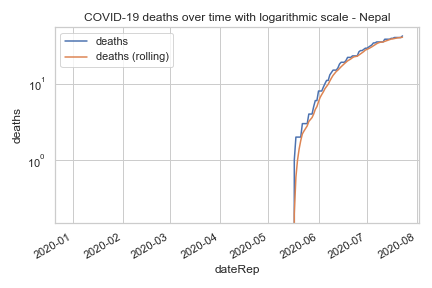 COVID-19 deaths over time with logarithmic scale - Nepal
deaths
deaths (rolling)
10¹
10⁰
deaths
2020-01
2020-02
2020-03
2020-04
2020-05
2020-06
2020-07
2020-08
dateRep